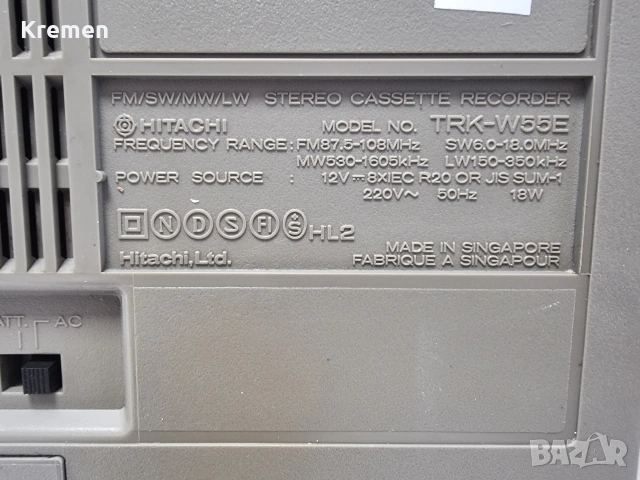 Kremen
FM/SW/MW/LW STEREO CASSETTE RECORDER
HITACHI MODEL NO. TRK-W55E
FREQUENCY RANGE: FM87.5-108MHz SW6.0-18.0MHz
MW530-1605kHz LW150-350kHz
POWER SOURCE : 12V⎓8XIEC R20 OR JIS SUM-1
220V~ 50Hz 18W
N D S FI S HL2
Hitachi, Ltd.
MADE IN SINGAPORE
FABRIQUE A SINGAPOUR
ATT. AC
BAZAR